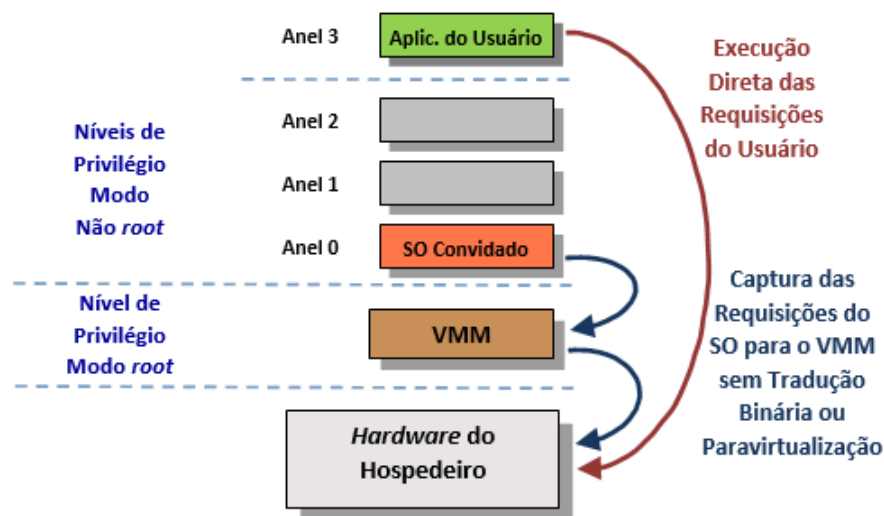 Anel 3
Aplic. do Usuário
Execução
Direta das
Requisições
do Usuário
Níveis de
Privilégio
Modo
Não root
Anel 2
Anel 1
Anel 0
SO Convidado
Nível de
Privilégio
Modo root
VMM
Captura das
Requisições do
SO para o VMM
sem Tradução
Binária ou
Paravirtualização
Hardware do
Hospedeiro